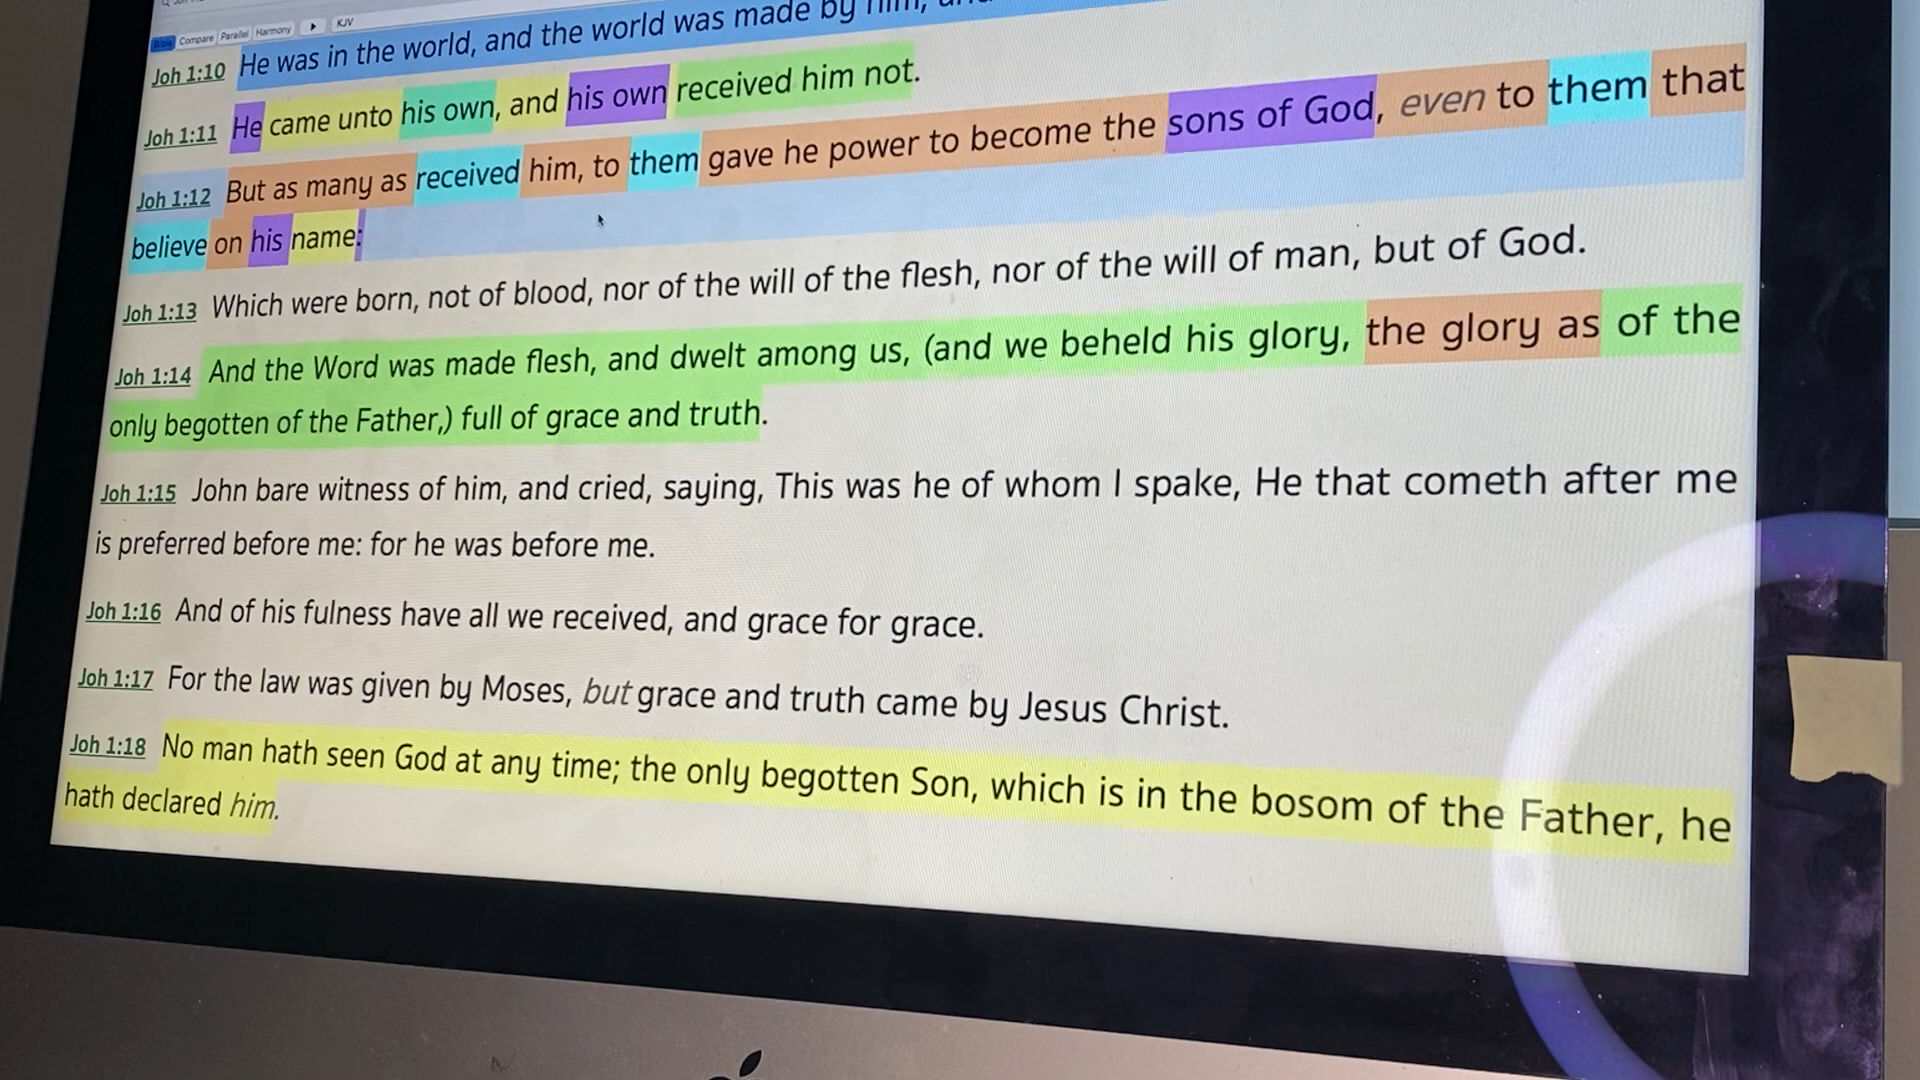 Bible Compare Parallel Harmony KJV
Joh 1:10 He was in the world, and the world was made by him,
Joh 1:11 He came unto his own, and his own received him not.
Joh 1:12 But as many as received him, to them gave he power to become the sons of God, even to them that
believe on his name:
Joh 1:13 Which were born, not of blood, nor of the will of the flesh, nor of the will of man, but of God.
Joh 1:14 And the Word was made flesh, and dwelt among us, (and we beheld his glory, the glory as of the
only begotten of the Father,) full of grace and truth.
Joh 1:15 John bare witness of him, and cried, saying, This was he of whom I spake, He that cometh after me
is preferred before me: for he was before me.
Joh 1:16 And of his fulness have all we received, and grace for grace.
Joh 1:17 For the law was given by Moses, but grace and truth came by Jesus Christ.
Joh 1:18 No man hath seen God at any time; the only begotten Son, which is in the bosom of the Father, he
hath declared him.